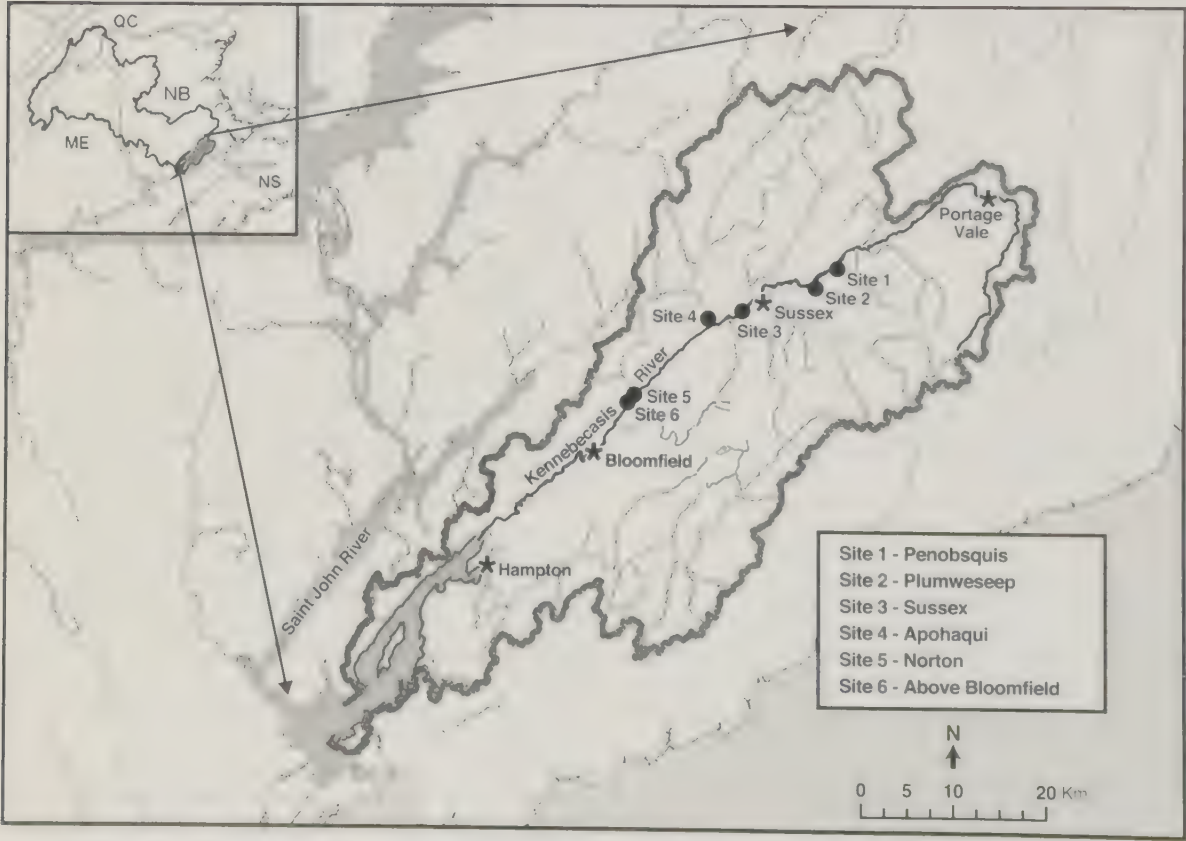 QC
NB
ME
NS
Portage
Vale
Site 1
Site 2
Sussex
Site 3
Site 4
Kennebecasis River
Site 5
Site 6
Bloomfield
Hampton
Saint John River
Site 1 - Penobsquis
Site 2 - Plumweseep
Site 3 - Sussex
Site 4 - Apohaqui
Site 5 - Norton
Site 6 - Above Bloomfield
N
0 5 10 20 Km